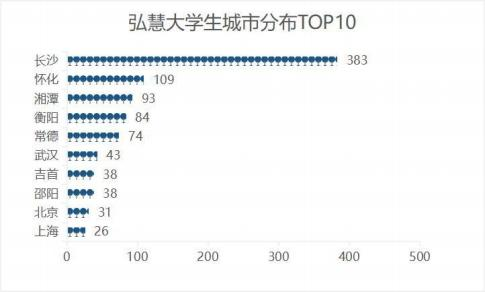 弘慧大学生城市分布TOP10
长沙 383
怀化 109
湘潭 93
衡阳 84
常德 74
武汉 43
吉首 38
邵阳 38
北京 31
上海 26
0 100 200 300 400 500